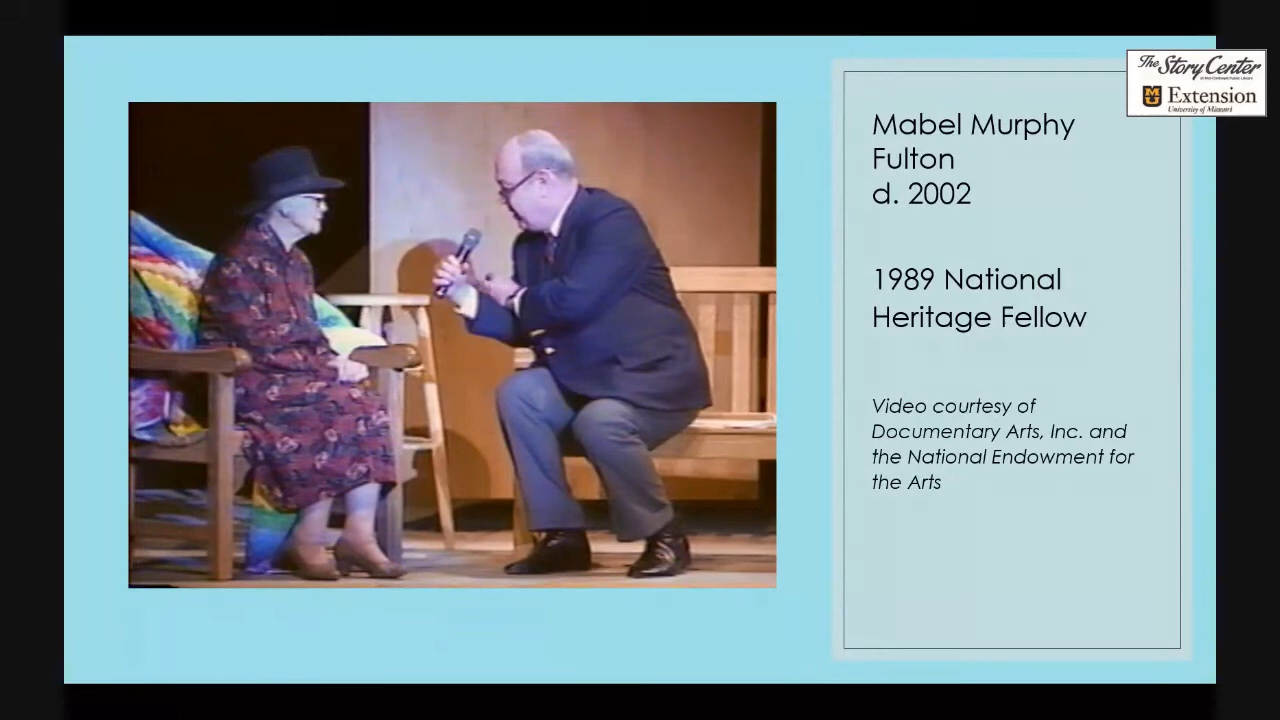 The Story Center
Extension
University of Missouri
Mabel Murphy
Fulton
d. 2002
1989 National
Heritage Fellow
Video courtesy of
Documentary Arts, Inc. and
the National Endowment for
the Arts